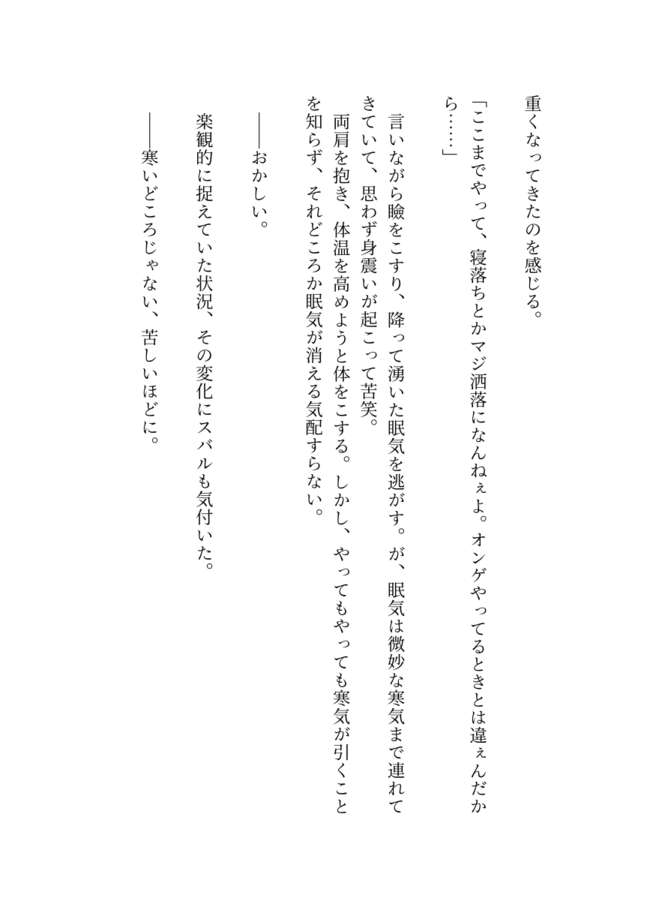 重くなってきたのを感じる。
「ここまでやって、寝落ちとかマジ洒落になんねぇよ。オンゲやってるときとは違ぇんだか
ら……」
　言いながら瞼をこすり、降って湧いた眠気を逃がす。が、眠気は微妙な寒気まで連れて
きていて、思わず身震いが起こって苦笑。
　両肩を抱き、体温を高めようと体をこする。しかし、やってもやっても寒気が引くこと
を知らず、それどころか眠気が消える気配すらない。
　――おかしい。
　楽観的に捉えていた状況、その変化にスバルも気付いた。
　――寒いどころじゃない、苦しいほどに。